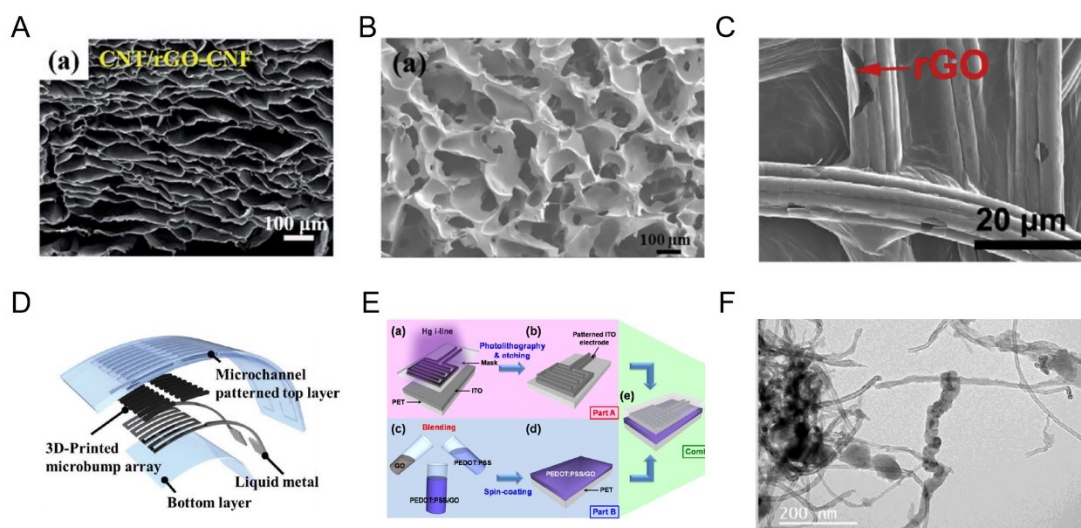 A
(a) CNT/rGO-CNF
100 μm
B
(a)
100 μm
C
rGO
20 μm
D
Microchannel
patterned top layer
3D-Printed
microbump array
Liquid metal
Bottom layer
E
(a)
Hg i-line
Photolithography
& etching
Mask
ITO
PET
(b)
Patterned ITO
electrode
Part A
(c)
Blending
GO
PEDOT:PSS
PEDOT:PSS/GO
Spin-coating
(d)
PEDOT:PSS/GO
PET
Part B
(e)
F
200 nm